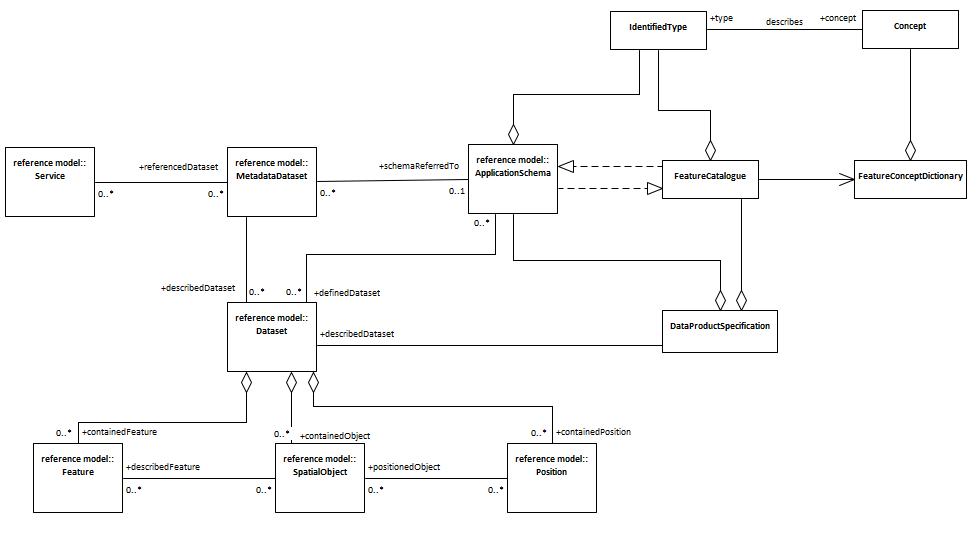 IdentifiedType
+type
describes
+concept
Concept
reference model::
Service
+referencedDataset
0..*
0..*
reference model::
MetadataDataset
+schemaReferredTo
0..*
0..1
reference model::
ApplicationSchema
0..*
FeatureCatalogue
FeatureConceptDictionary
+describedDataset
0..*
0..*
+definedDataset
reference model::
Dataset
+describedDataset
DataProductSpecification
0..*
+containedFeature
0..*
+containedObject
0..*
+containedPosition
reference model::
Feature
+describedFeature
0..*
0..*
reference model::
SpatialObject
+positionedObject
0..*
0..*
reference model::
Position